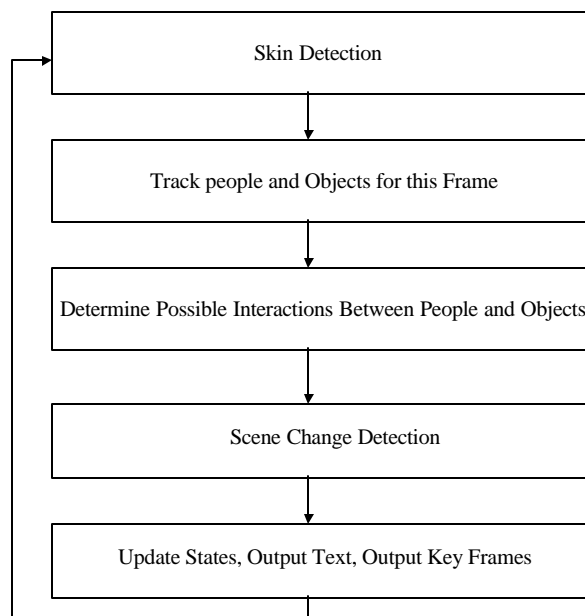 Skin Detection
Track people and Objects for this Frame
Determine Possible Interactions Between People and Objects
Scene Change Detection
Update States, Output Text, Output Key Frames